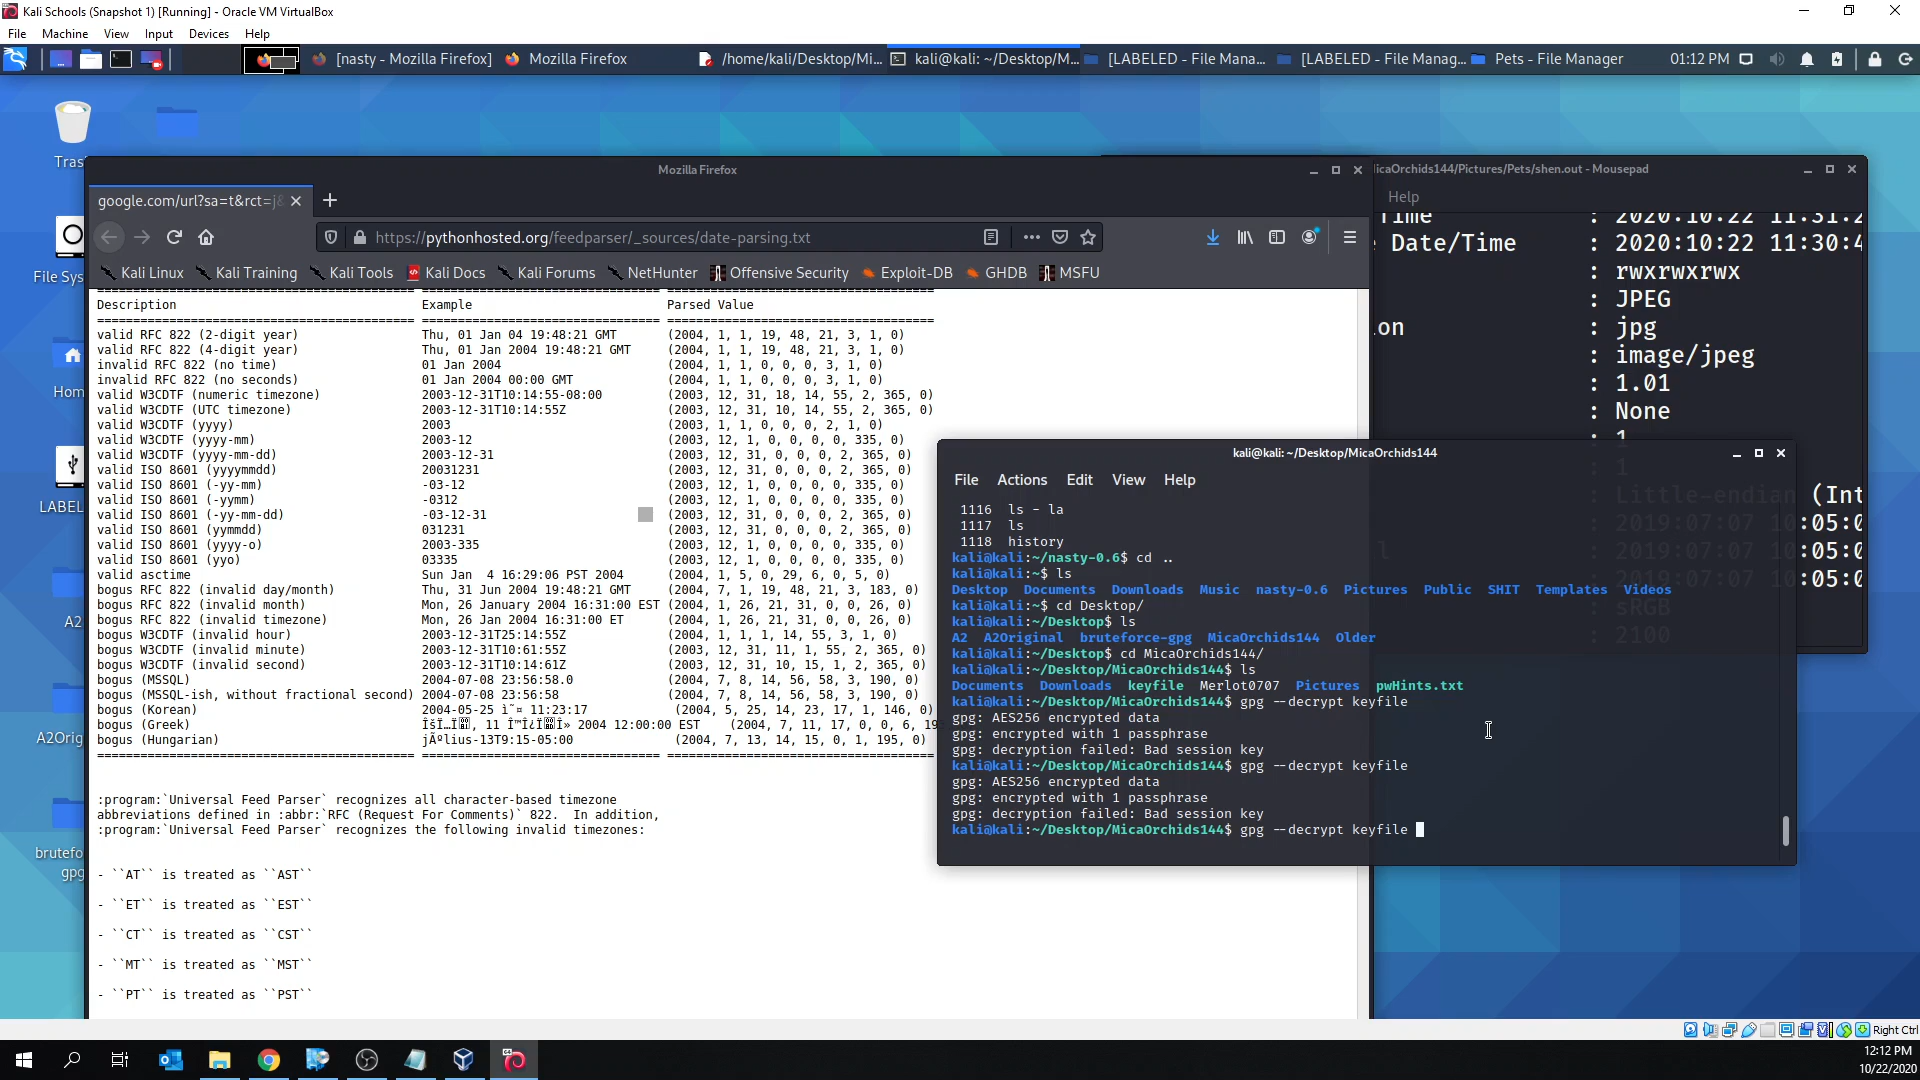 Kali Schools (Snapshot 1) [Running] - Oracle VM VirtualBox
File Machine View Input Devices Help
[nasty - Mozilla Firefox] Mozilla Firefox /home/kali/Desktop/Mi... kali@kali: ~/Desktop/M... [LABELED - File Mana... [LABELED - File Manag... Pets - File Manager 01:12 PM
Tras
File Sys
Hom
LABEL
A2
A2Orig
brutefo
gpg
Mozilla Firefox
google.com/url?sa=t&rct=j&
https://pythonhosted.org/feedparser/_sources/date-parsing.txt
Kali Linux Kali Training Kali Tools Kali Docs Kali Forums NetHunter Offensive Security Exploit-DB GHDB MSFU
Description Example Parsed Value
valid RFC 822 (2-digit year) Thu, 01 Jan 04 19:48:21 GMT (2004, 1, 1, 19, 48, 21, 3, 1, 0)
valid RFC 822 (4-digit year) Thu, 01 Jan 2004 19:48:21 GMT (2004, 1, 1, 19, 48, 21, 3, 1, 0)
invalid RFC 822 (no time) 01 Jan 2004 (2004, 1, 1, 0, 0, 0, 3, 1, 0)
invalid RFC 822 (no seconds) 01 Jan 2004 00:00 GMT (2004, 1, 1, 0, 0, 0, 3, 1, 0)
valid W3CDTF (numeric timezone) 2003-12-31T10:14:55-08:00 (2003, 12, 31, 18, 14, 55, 2, 365, 0)
valid W3CDTF (UTC timezone) 2003-12-31T10:14:55Z (2003, 12, 31, 10, 14, 55, 2, 365, 0)
valid W3CDTF (yyyy) 2003 (2003, 1, 1, 0, 0, 0, 2, 1, 0)
valid W3CDTF (yyyy-mm) 2003-12 (2003, 12, 1, 0, 0, 0, 0, 335, 0)
valid W3CDTF (yyyy-mm-dd) 2003-12-31 (2003, 12, 31, 0, 0, 0, 2, 365, 0)
valid ISO 8601 (yyyymmdd) 20031231 (2003, 12, 31, 0, 0, 0, 2, 365, 0)
valid ISO 8601 (-yy-mm) -03-12 (2003, 12, 1, 0, 0, 0, 0, 335, 0)
valid ISO 8601 (-yymm) -0312 (2003, 12, 1, 0, 0, 0, 0, 335, 0)
valid ISO 8601 (-yy-mm-dd) -03-12-31 (2003, 12, 31, 0, 0, 0, 2, 365, 0)
valid ISO 8601 (yymmdd) 031231 (2003, 12, 31, 0, 0, 0, 2, 365, 0)
valid ISO 8601 (yyyy-o) 2003-335 (2003, 12, 1, 0, 0, 0, 0, 335, 0)
valid ISO 8601 (yyo) 03335 (2003, 12, 1, 0, 0, 0, 0, 335, 0)
valid asctime Sun Jan  4 16:29:06 PST 2004 (2004, 1, 5, 0, 29, 6, 0, 5, 0)
bogus RFC 822 (invalid day/month) Thu, 31 Jun 2004 19:48:21 GMT (2004, 7, 1, 19, 48, 21, 3, 183, 0)
bogus RFC 822 (invalid month) Mon, 26 January 2004 16:31:00 EST (2004, 1, 26, 21, 31, 0, 0, 26, 0)
bogus RFC 822 (invalid timezone) Mon, 26 Jan 2004 16:31:00 ET (2004, 1, 26, 21, 31, 0, 0, 26, 0)
bogus W3CDTF (invalid hour) 2003-12-31T25:14:55Z (2004, 1, 1, 1, 14, 55, 3, 1, 0)
bogus W3CDTF (invalid minute) 2003-12-31T10:61:55Z (2003, 12, 31, 11, 1, 55, 2, 365, 0)
bogus W3CDTF (invalid second) 2003-12-31T10:14:61Z (2003, 12, 31, 10, 15, 1, 2, 365, 0)
bogus (MSSQL) 2004-07-08 23:56:58.0 (2004, 7, 8, 14, 56, 58, 3, 190, 0)
bogus (MSSQL-ish, without fractional second) 2004-07-08 23:56:58 (2004, 7, 8, 14, 56, 58, 3, 190, 0)
bogus (Korean) 2004-05-25 11:23:17 (2004, 5, 25, 14, 23, 17, 1, 146, 0)
bogus (Greek) 11 2004 12:00:00 EST (2004, 7, 11, 17, 0, 0, 6, 19
bogus (Hungarian) jÃºlius-13T9:15-05:00 (2004, 7, 13, 14, 15, 0, 1, 195, 0)
:program:`Universal Feed Parser` recognizes all character-based timezone
abbreviations defined in :abbr:`RFC (Request For Comments)` 822.  In addition,
:program:`Universal Feed Parser` recognizes the following invalid timezones:
- ``AT`` is treated as ``AST``
- ``ET`` is treated as ``EST``
- ``CT`` is treated as ``CST``
- ``MT`` is treated as ``MST``
- ``PT`` is treated as ``PST``
icaOrchids144/Pictures/Pets/shen.out - Mousepad
Help
Time : 2020:10:22 11:31:2
e Date/Time : 2020:10:22 11:30:4
: rwxrwxrwx
: JPEG
on : jpg
: image/jpeg
: 1.01
: None
: 1
: 1
: Little-endian (Int
: 2019:07:07 10:05:0
l : 2019:07:07 10:05:0
: 2019:07:07 10:05:0
: sRGB
: 2100
kali@kali: ~/Desktop/MicaOrchids144
File Actions Edit View Help
1116 ls - la
1117 ls
1118 history
kali@kali:~/nasty-0.6$ cd ..
kali@kali:~$ ls
Desktop Documents Downloads Music nasty-0.6 Pictures Public SHIT Templates Videos
kali@kali:~$ cd Desktop/
kali@kali:~/Desktop$ ls
A2 A2Original bruteforce-gpg MicaOrchids144 Older
kali@kali:~/Desktop$ cd MicaOrchids144/
kali@kali:~/Desktop/MicaOrchids144$ ls
Documents Downloads keyfile Merlot0707 Pictures pwHints.txt
kali@kali:~/Desktop/MicaOrchids144$ gpg --decrypt keyfile
gpg: AES256 encrypted data
gpg: encrypted with 1 passphrase
gpg: decryption failed: Bad session key
kali@kali:~/Desktop/MicaOrchids144$ gpg --decrypt keyfile
gpg: AES256 encrypted data
gpg: encrypted with 1 passphrase
gpg: decryption failed: Bad session key
kali@kali:~/Desktop/MicaOrchids144$ gpg --decrypt keyfile
Right Ctrl
12:12 PM
10/22/2020